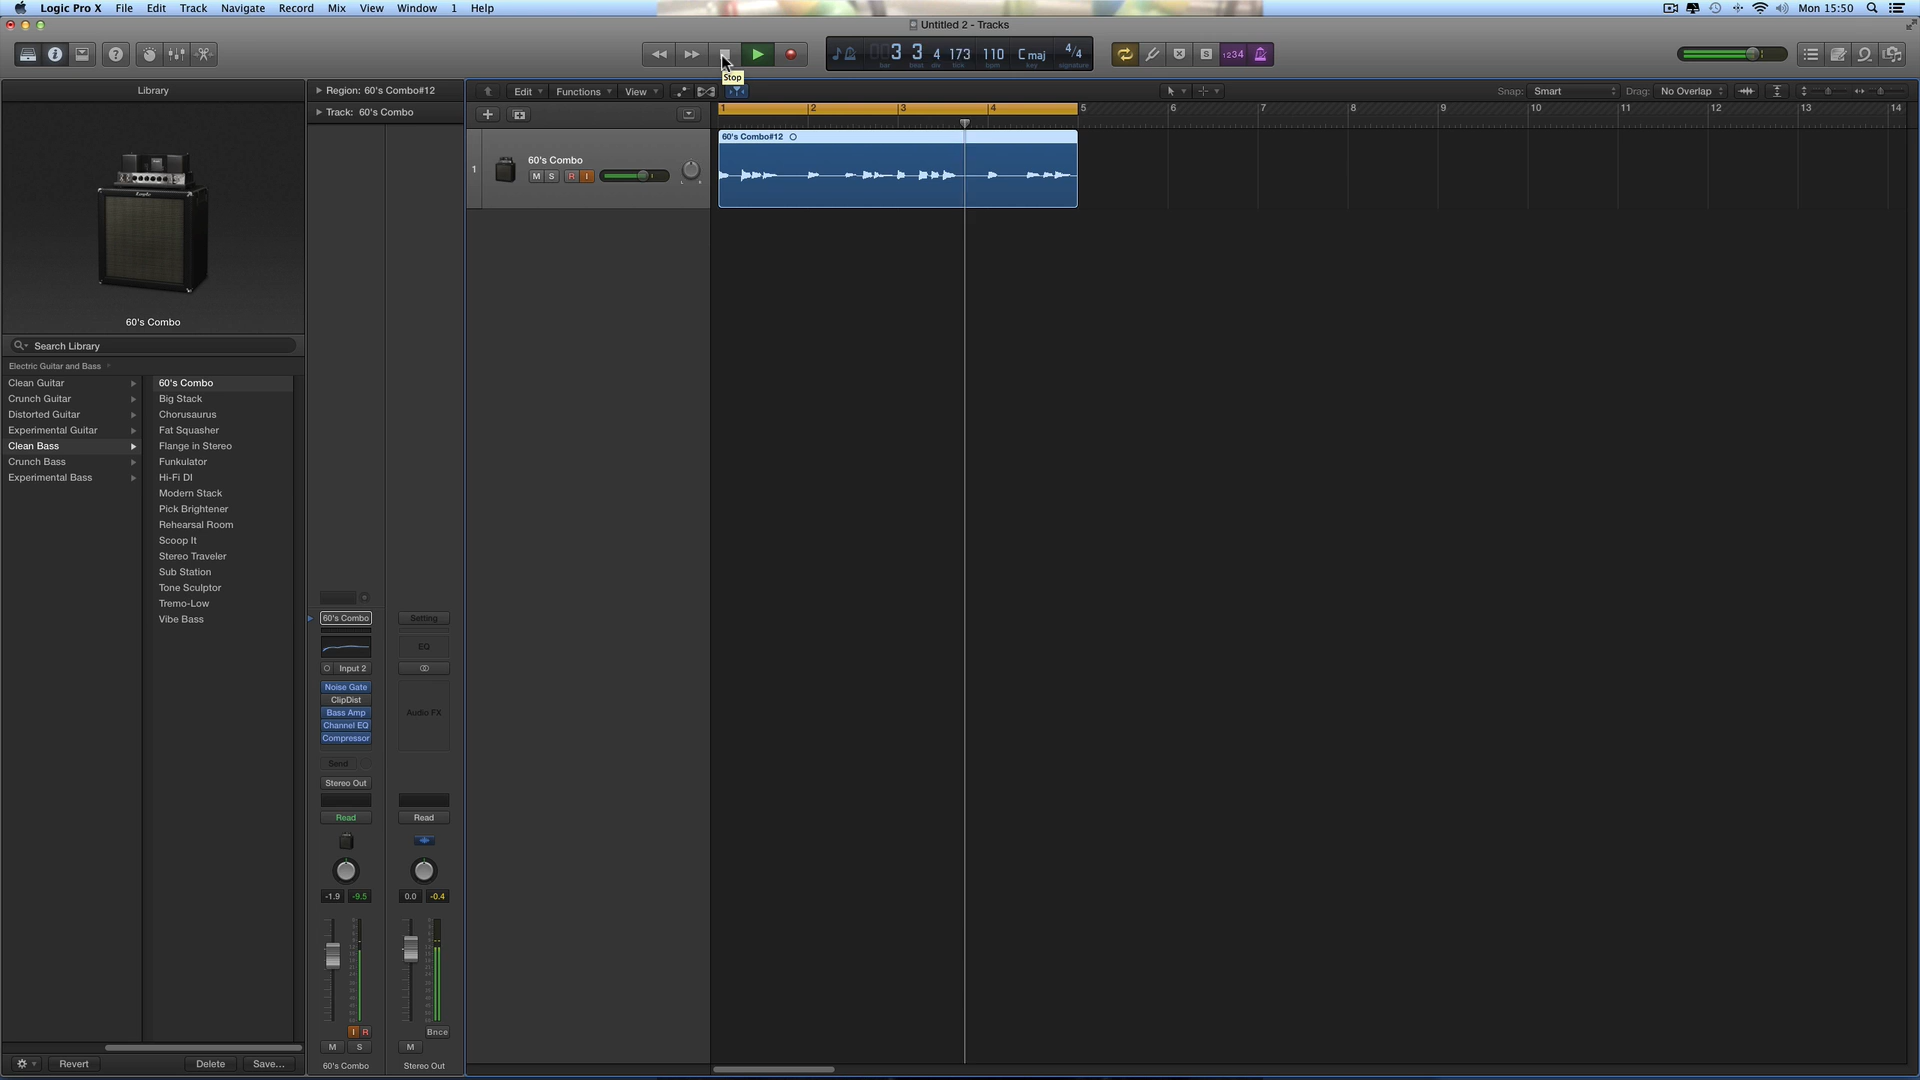 Logic Pro X File Edit Track Navigate Record Mix View Window 1 Help Mon 15:50
Untitled 2 - Tracks
3 3 4 173 110 C maj 4/4
bar beat div tick bpm key signature
S 1234
Stop
Library
Region: 60's Combo#12
Edit Functions View
Snap: Smart Drag: No Overlap
Track: 60's Combo
1 2 3 4 5 6 7 8 9 10 11 12 13 14
60's Combo#12
1 60's Combo
M S R I
60's Combo
Search Library
Electric Guitar and Bass
Clean Guitar 60's Combo
Crunch Guitar Big Stack
Distorted Guitar Chorusaurus
Experimental Guitar Fat Squasher
Clean Bass Flange in Stereo
Crunch Bass Funkulator
Experimental Bass Hi-Fi DI
Modern Stack
Pick Brightener
Rehearsal Room
Scoop It
Stereo Traveler
Sub Station
Tone Sculptor
Tremo-Low
Vibe Bass
60's Combo Setting
EQ
Input 2
Noise Gate
ClipDist
Bass Amp Audio FX
Channel EQ
Compressor
Send
Stereo Out
Read Read
-1.9 -9.5 0.0 -0.4
I R Bnce
M S M
60's Combo Stereo Out
Revert Delete Save...